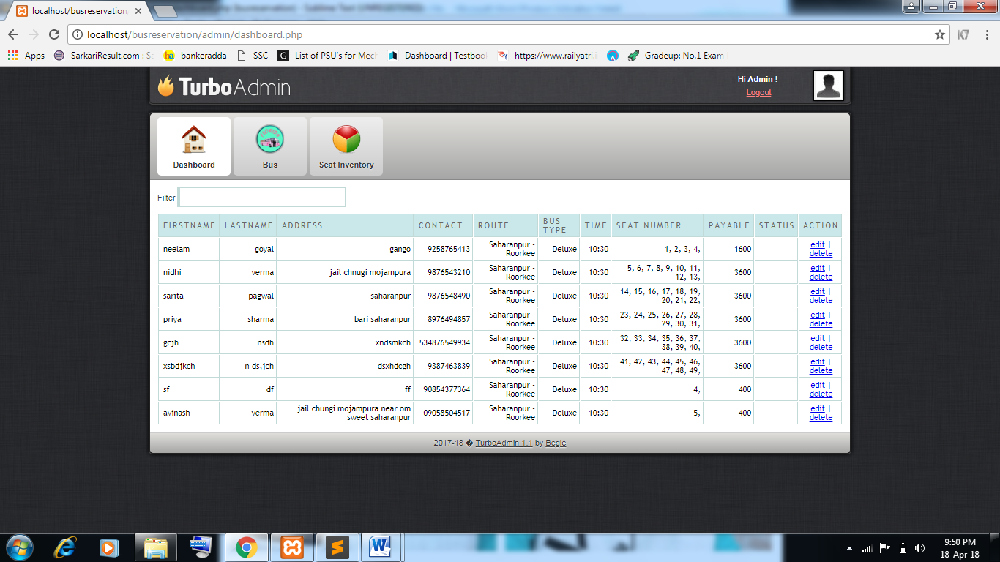 localhost/busreservation
localhost/busreservation/admin/dashboard.php
K7
Apps SarkariResult.com : Sa bankeradda SSC List of PSU's for Mech Dashboard | Testbook https://www.railyatri.i Gradeup: No.1 Exam
TurboAdmin
Hi Admin !
Logout
Dashboard Bus Seat Inventory
Filter
FIRSTNAME LASTNAME ADDRESS CONTACT ROUTE BUS TYPE TIME SEAT NUMBER PAYABLE STATUS ACTION
neelam goyal gango 9258765413 Saharanpur - Roorkee Deluxe 10:30 1, 2, 3, 4, 1600 edit | delete
nidhi verma jail chnugi mojampura 9876543210 Saharanpur - Roorkee Deluxe 10:30 5, 6, 7, 8, 9, 10, 11, 12, 13, 3600 edit | delete
sarita pagwal saharanpur 9876548490 Saharanpur - Roorkee Deluxe 10:30 14, 15, 16, 17, 18, 19, 20, 21, 22, 3600 edit | delete
priya sharma bari saharanpur 8976494857 Saharanpur - Roorkee Deluxe 10:30 23, 24, 25, 26, 27, 28, 29, 30, 31, 3600 edit | delete
gcjh nsdh xndsmkch 534876549934 Saharanpur - Roorkee Deluxe 10:30 32, 33, 34, 35, 36, 37, 38, 39, 40, 3600 edit | delete
xsbdjkch n ds,jch dsxhdcgh 9387463839 Saharanpur - Roorkee Deluxe 10:30 41, 42, 43, 44, 45, 46, 47, 48, 49, 3600 edit | delete
sf df ff 90854377364 Saharanpur - Roorkee Deluxe 10:30 4, 400 edit | delete
avinash verma jail chungi mojampura near om sweet saharanpur 09058504517 Saharanpur - Roorkee Deluxe 10:30 5, 400 edit | delete
2017-18 � TurboAdmin 1.1 by Begie
9:50 PM
18-Apr-18